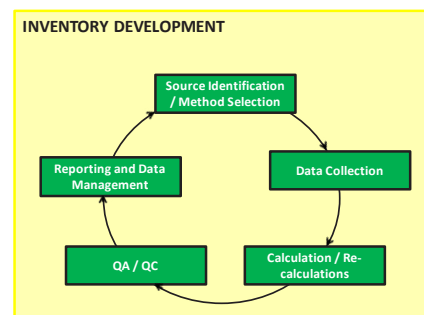 INVENTORY DEVELOPMENT
Source Identification
/ Method Selection
Data Collection
Calculation / Re-
calculations
QA / QC
Reporting and Data
Management